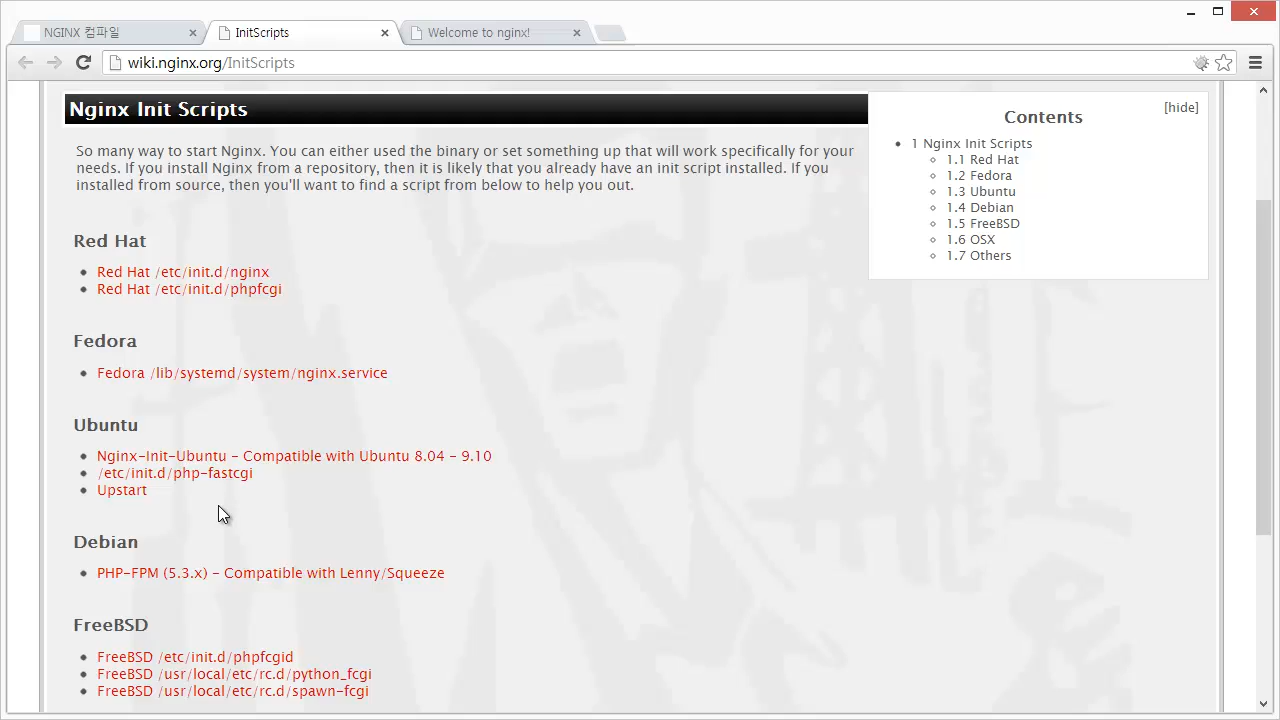 NGINX 컴파일
InitScripts
Welcome to nginx!
wiki.nginx.org/InitScripts
Nginx Init Scripts
So many way to start Nginx. You can either used the binary or set something up that will work specifically for your
needs. If you install Nginx from a repository, then it is likely that you already have an init script installed. If you
installed from source, then you'll want to find a script from below to help you out.
Contents
[hide]
1 Nginx Init Scripts
1.1 Red Hat
1.2 Fedora
1.3 Ubuntu
1.4 Debian
1.5 FreeBSD
1.6 OSX
1.7 Others
Red Hat
Red Hat /etc/init.d/nginx
Red Hat /etc/init.d/phpfcgi
Fedora
Fedora /lib/systemd/system/nginx.service
Ubuntu
Nginx-Init-Ubuntu - Compatible with Ubuntu 8.04 - 9.10
/etc/init.d/php-fastcgi
Upstart
Debian
PHP-FPM (5.3.x) - Compatible with Lenny/Squeeze
FreeBSD
FreeBSD /etc/init.d/phpfcgid
FreeBSD /usr/local/etc/rc.d/python_fcgi
FreeBSD /usr/local/etc/rc.d/spawn-fcgi